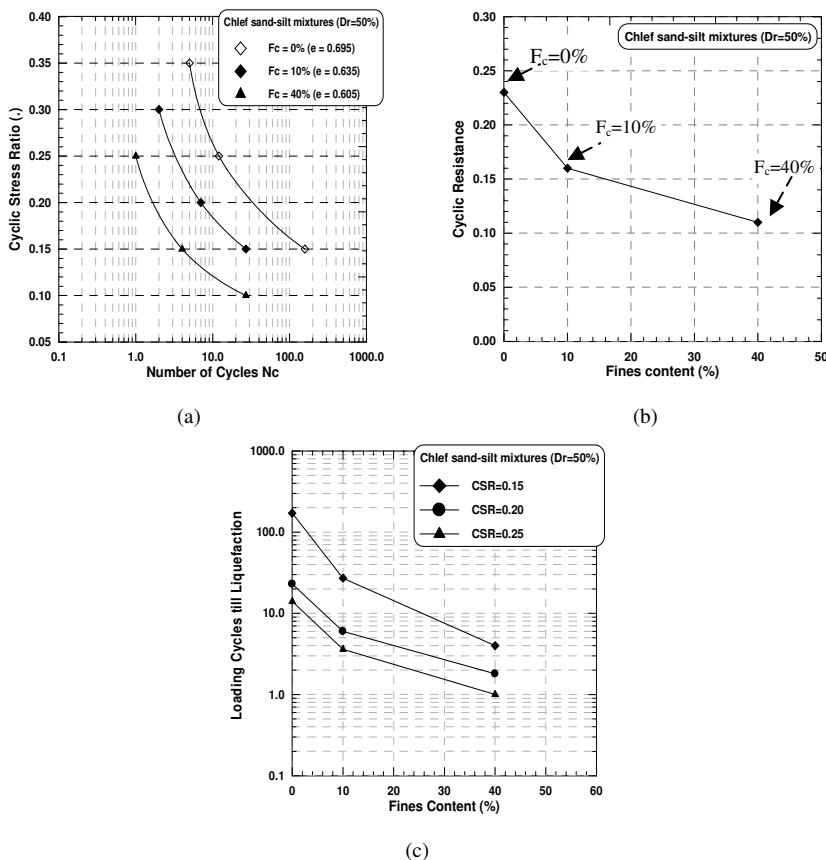 Chlef sand-silt mixtures (Dr=50%)
Fc = 0% (e = 0.695)
Fc = 10% (e = 0.635)
Fc = 40% (e = 0.605)
Cyclic Stress Ratio (.)
0.40
0.35
0.30
0.25
0.20
0.15
0.10
0.05
0.1 1.0 10.0 100.0 1000.0
Number of Cycles Nc
(a)
Chlef sand-silt mixtures (Dr=50%)
Fc=0%
Fc=10%
Fc=40%
Cyclic Resistance
0.30
0.25
0.20
0.15
0.10
0.05
0.00
0 10 20 30 40 50
Fines content (%)
(b)
Chlef sand-silt mixtures (Dr=50%)
CSR=0.15
CSR=0.20
CSR=0.25
Loading Cycles till Liquefaction
1000.0
100.0
10.0
1.0
0.1
0 10 20 30 40 50 60
Fines Content (%)
(c)